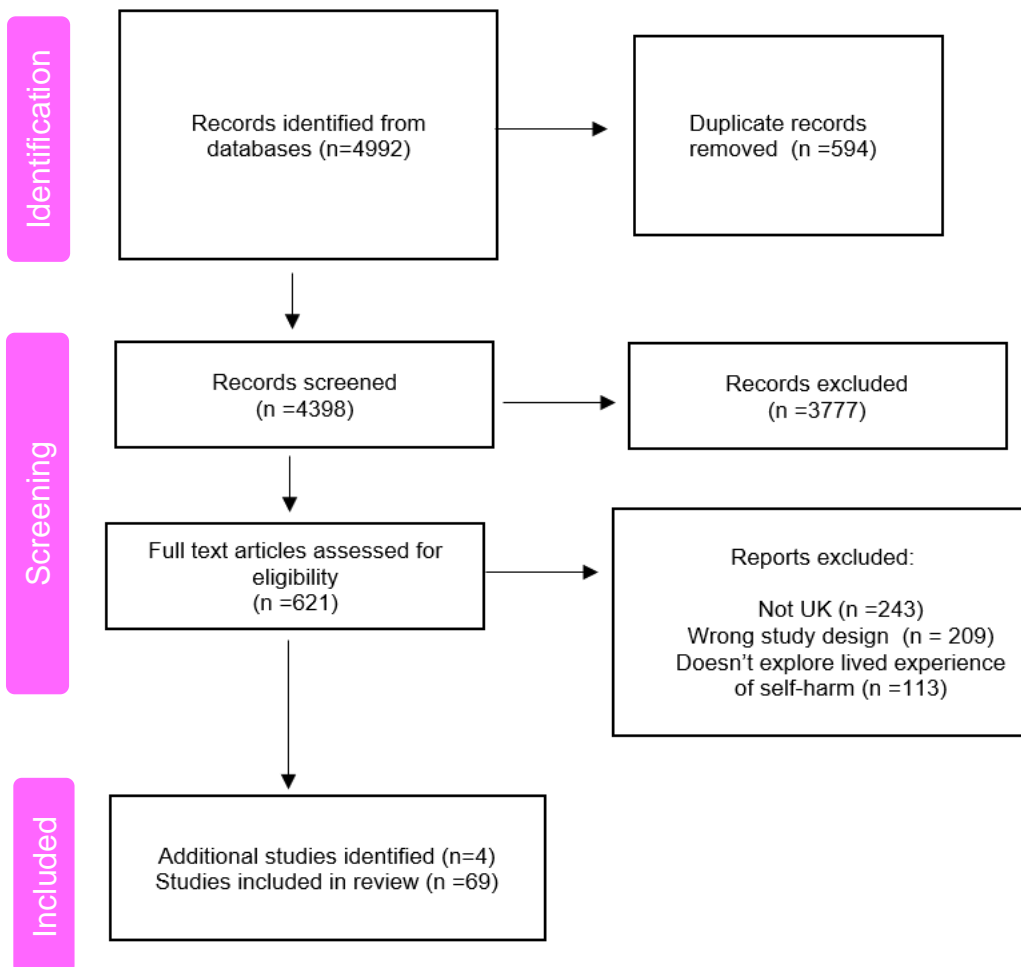 Identification
Records identified from
databases (n=4992)
Duplicate records
removed  (n =594)
Screening
Records screened
(n =4398)
Records excluded
(n =3777)
Full text articles assessed for
eligibility
(n =621)
Reports excluded:
Not UK (n =243)
Wrong study design  (n = 209)
Doesn’t explore lived experience
of self-harm (n =113)
Included
Additional studies identified (n=4)
Studies included in review (n =69)